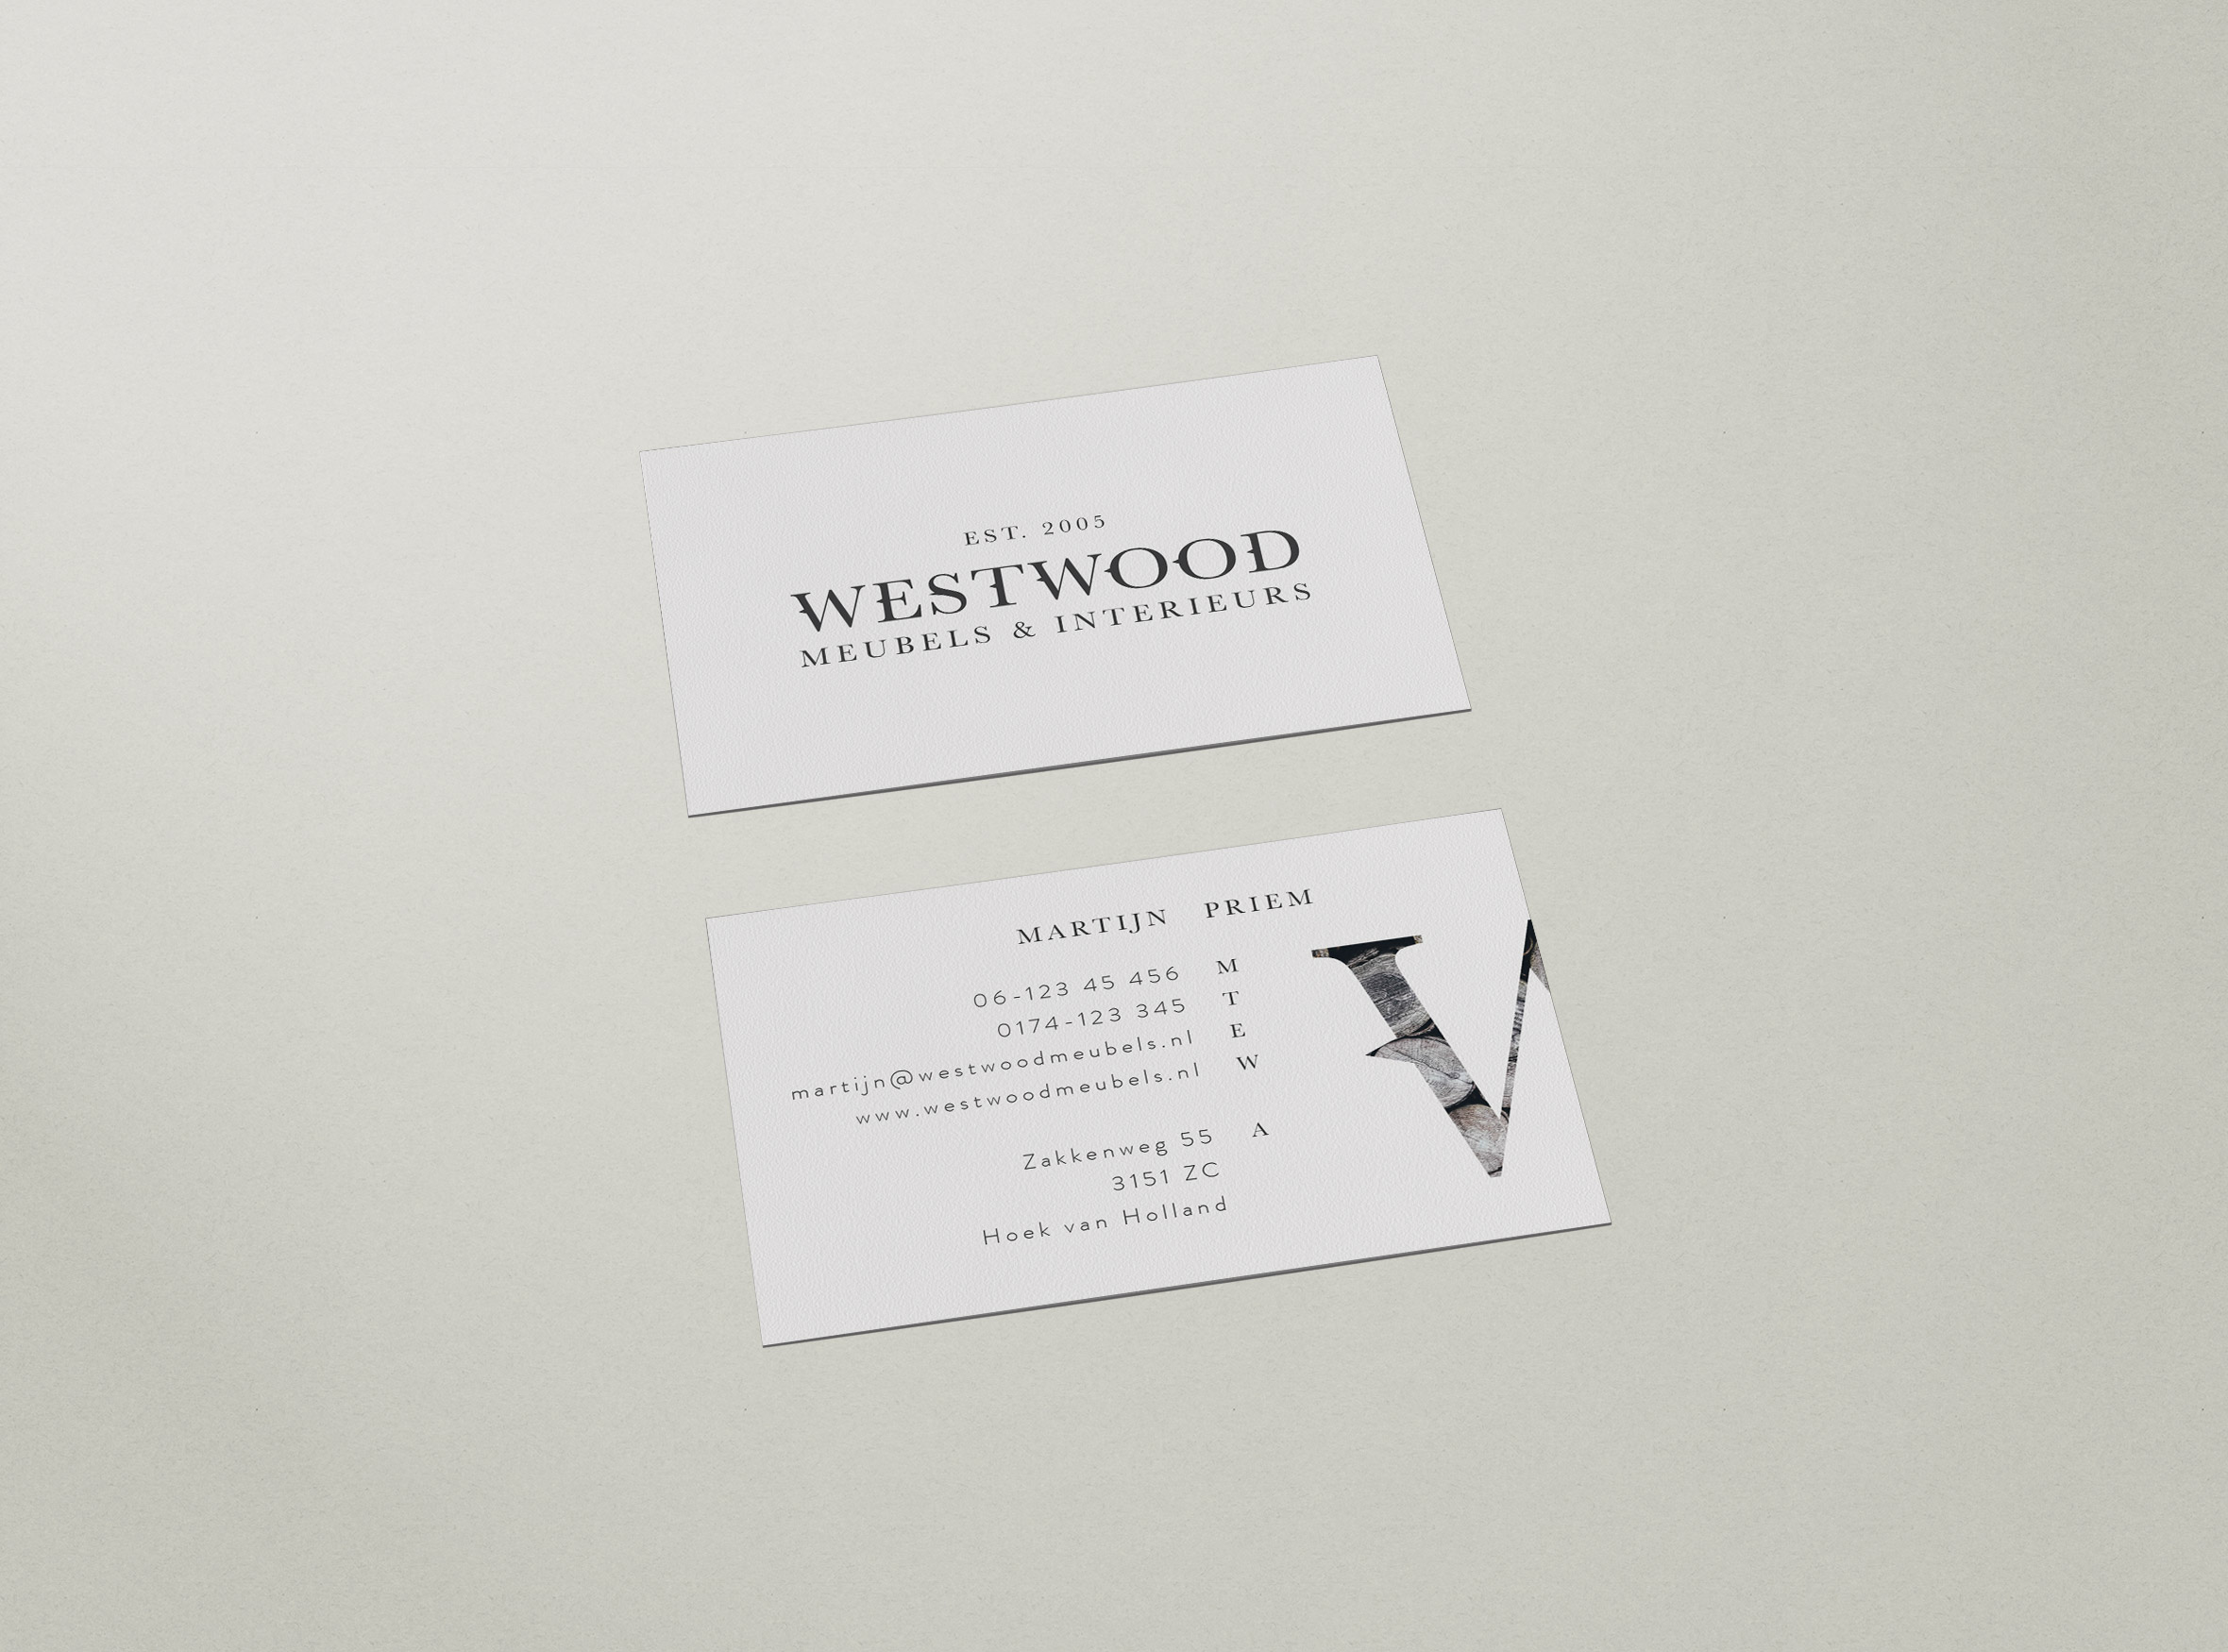 EST. 2005
WESTWOOD
MEUBELS & INTERIEURS
MARTIJN PRIEM
06-123 45 456 M
0174-123 345 T
martijn@westwoodmeubels.nl E
www.westwoodmeubels.nl W
Zakkenweg 55 A
3151 ZC
Hoek van Holland
W